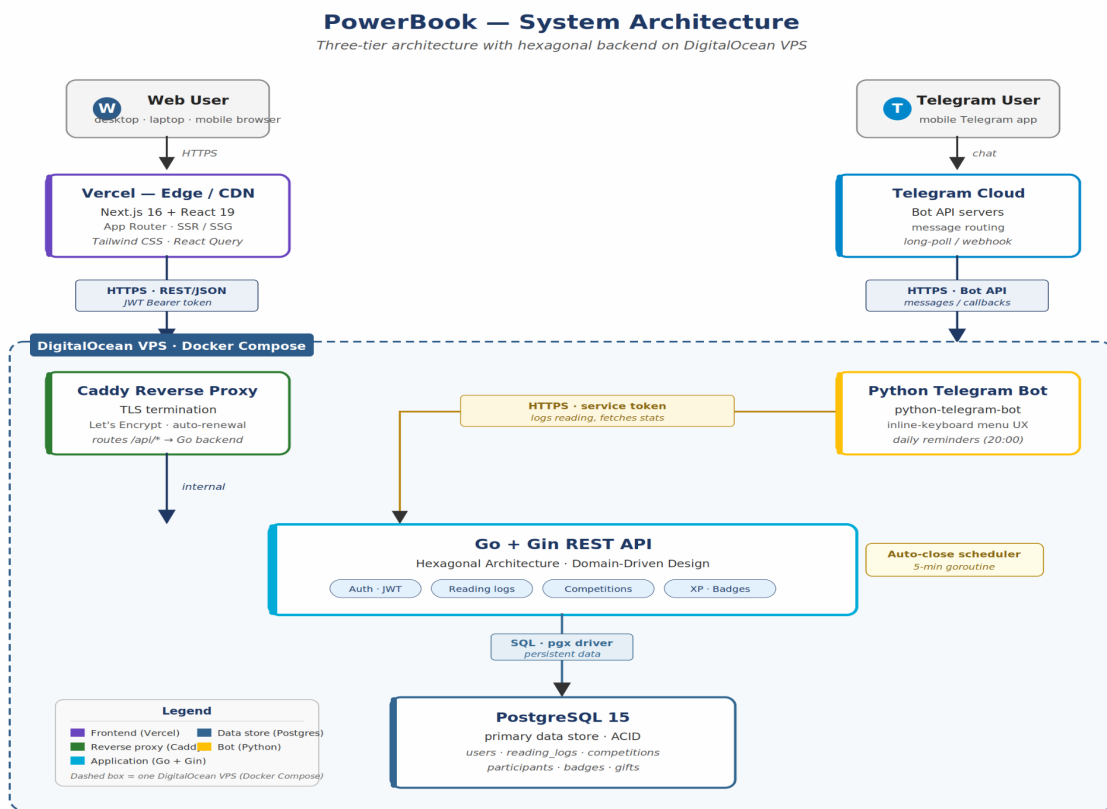 PowerBook — System Architecture
Three-tier architecture with hexagonal backend on DigitalOcean VPS
W
Web User
desktop · laptop · mobile browser
T
Telegram User
mobile Telegram app
HTTPS
chat
Vercel — Edge / CDN
Next.js 16 + React 19
App Router · SSR / SSG
Tailwind CSS · React Query
Telegram Cloud
Bot API servers
message routing
long-poll / webhook
HTTPS · REST/JSON
JWT Bearer token
HTTPS · Bot API
messages / callbacks
DigitalOcean VPS · Docker Compose
Caddy Reverse Proxy
TLS termination
Let's Encrypt · auto-renewal
routes /api/* → Go backend
HTTPS · service token
logs reading, fetches stats
Python Telegram Bot
python-telegram-bot
inline-keyboard menu UX
daily reminders (20:00)
internal
Go + Gin REST API
Hexagonal Architecture · Domain-Driven Design
Auth · JWT
Reading logs
Competitions
XP · Badges
Auto-close scheduler
5-min goroutine
SQL · pgx driver
persistent data
PostgreSQL 15
primary data store · ACID
users · reading_logs · competitions
participants · badges · gifts
Legend
Frontend (Vercel)
Data store (Postgres)
Reverse proxy (Cadd
Bot (Python)
Application (Go + Gin)
Dashed box = one DigitalOcean VPS (Docker Compose)